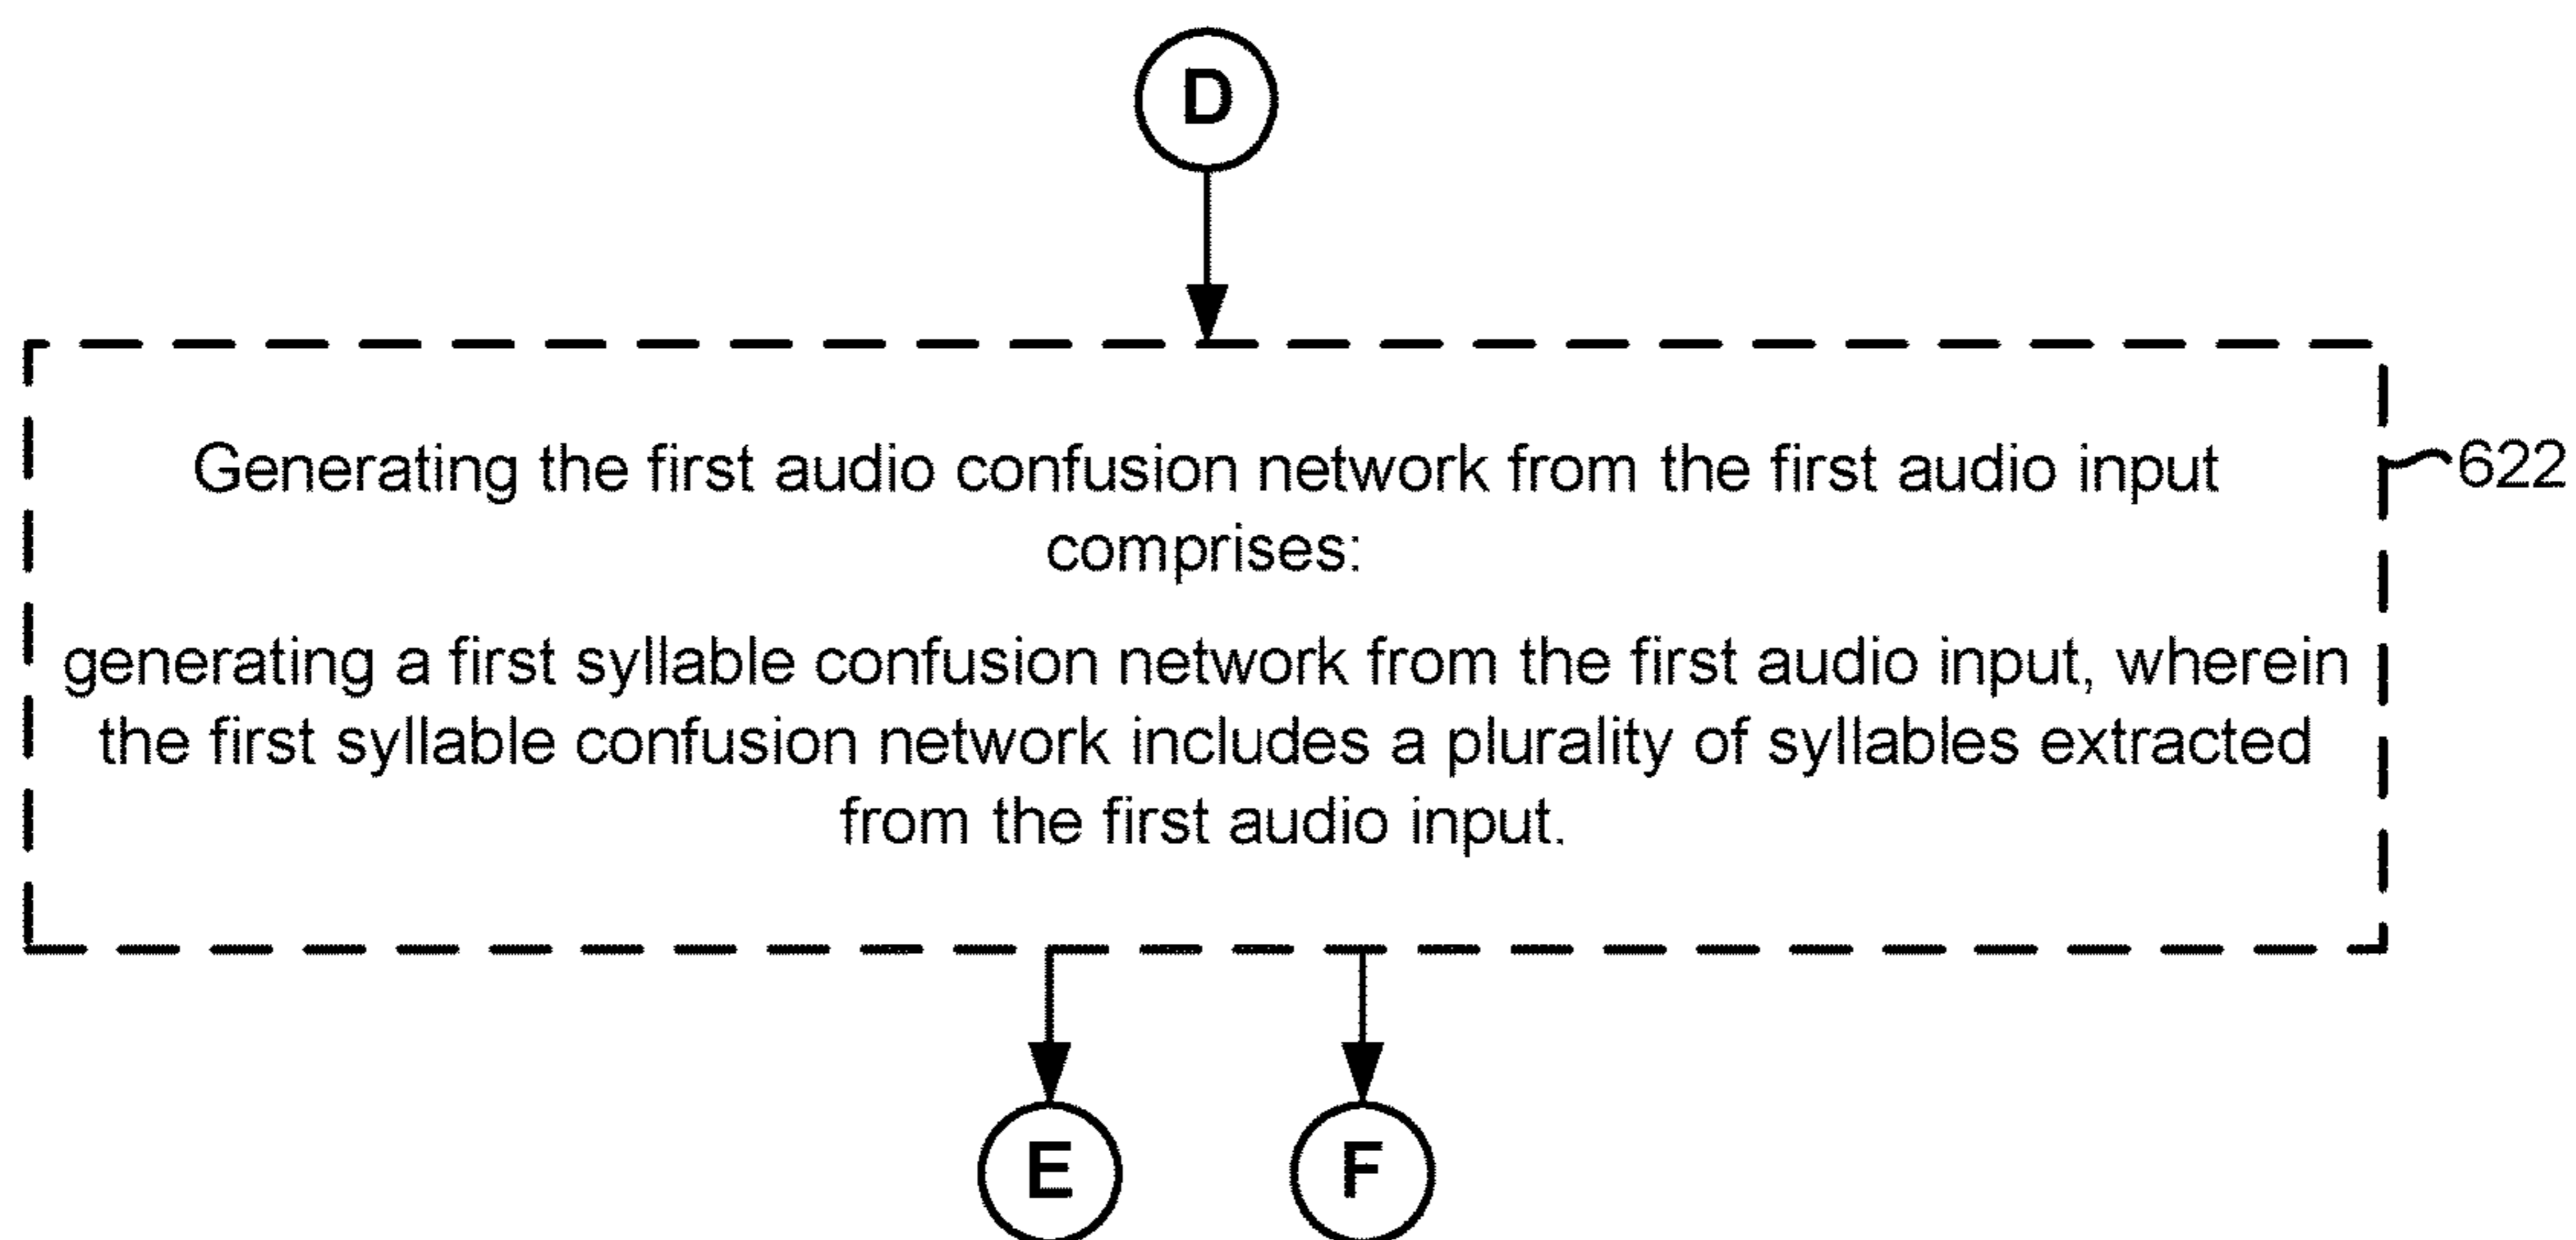 D
Generating the first audio confusion network from the first audio input
comprises:
622
generating a first syllable confusion network from the first audio input, wherein
the first syllable confusion network includes a plurality of syllables extracted
from the first audio input.
E
F